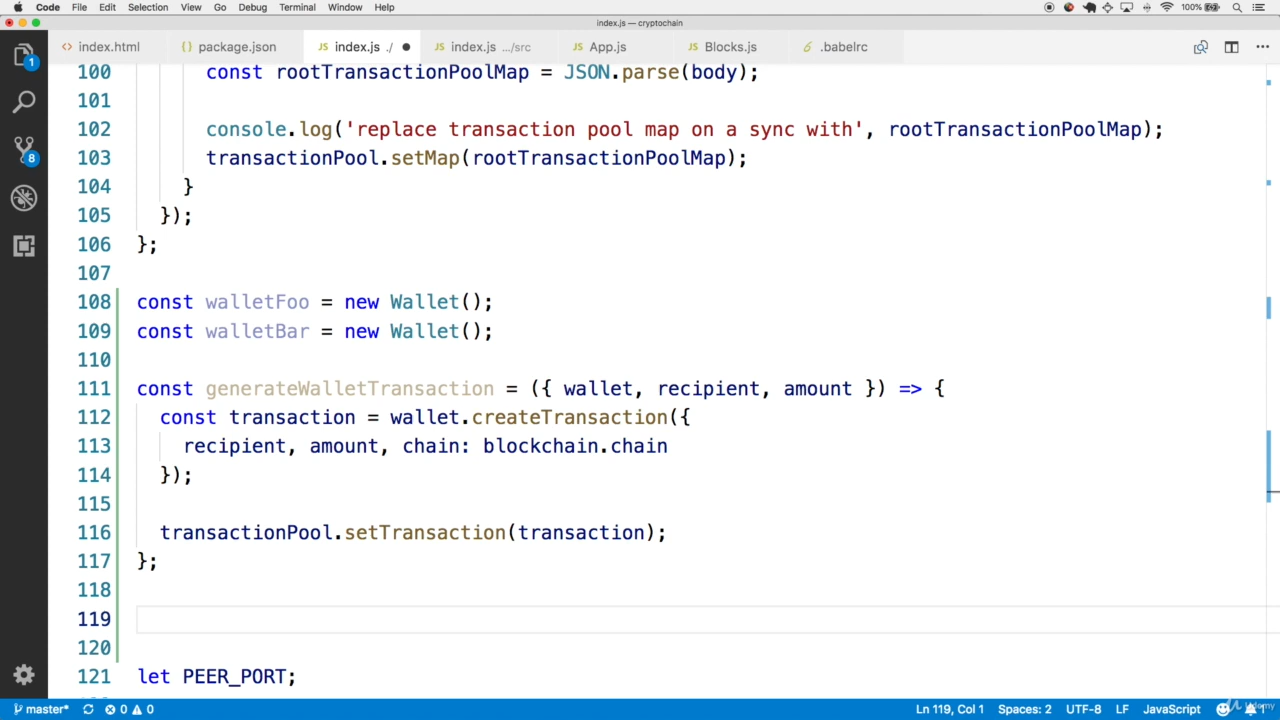 Code File Edit Selection View Go Debug Terminal Window Help 100%
index.js — cryptochain
index.html package.json index.js ./ index.js .../src App.js Blocks.js .babelrc
100 const rootTransactionPoolMap = JSON.parse(body);
101
102 console.log('replace transaction pool map on a sync with', rootTransactionPoolMap);
103 transactionPool.setMap(rootTransactionPoolMap);
104 }
105 });
106 };
107
108 const walletFoo = new Wallet();
109 const walletBar = new Wallet();
110
111 const generateWalletTransaction = ({ wallet, recipient, amount }) => {
112 const transaction = wallet.createTransaction({
113 recipient, amount, chain: blockchain.chain
114 });
115
116 transactionPool.setTransaction(transaction);
117 };
118
119
120
121 let PEER_PORT;
master* 0 0 Ln 119, Col 1 Spaces: 2 UTF-8 LF JavaScript 1